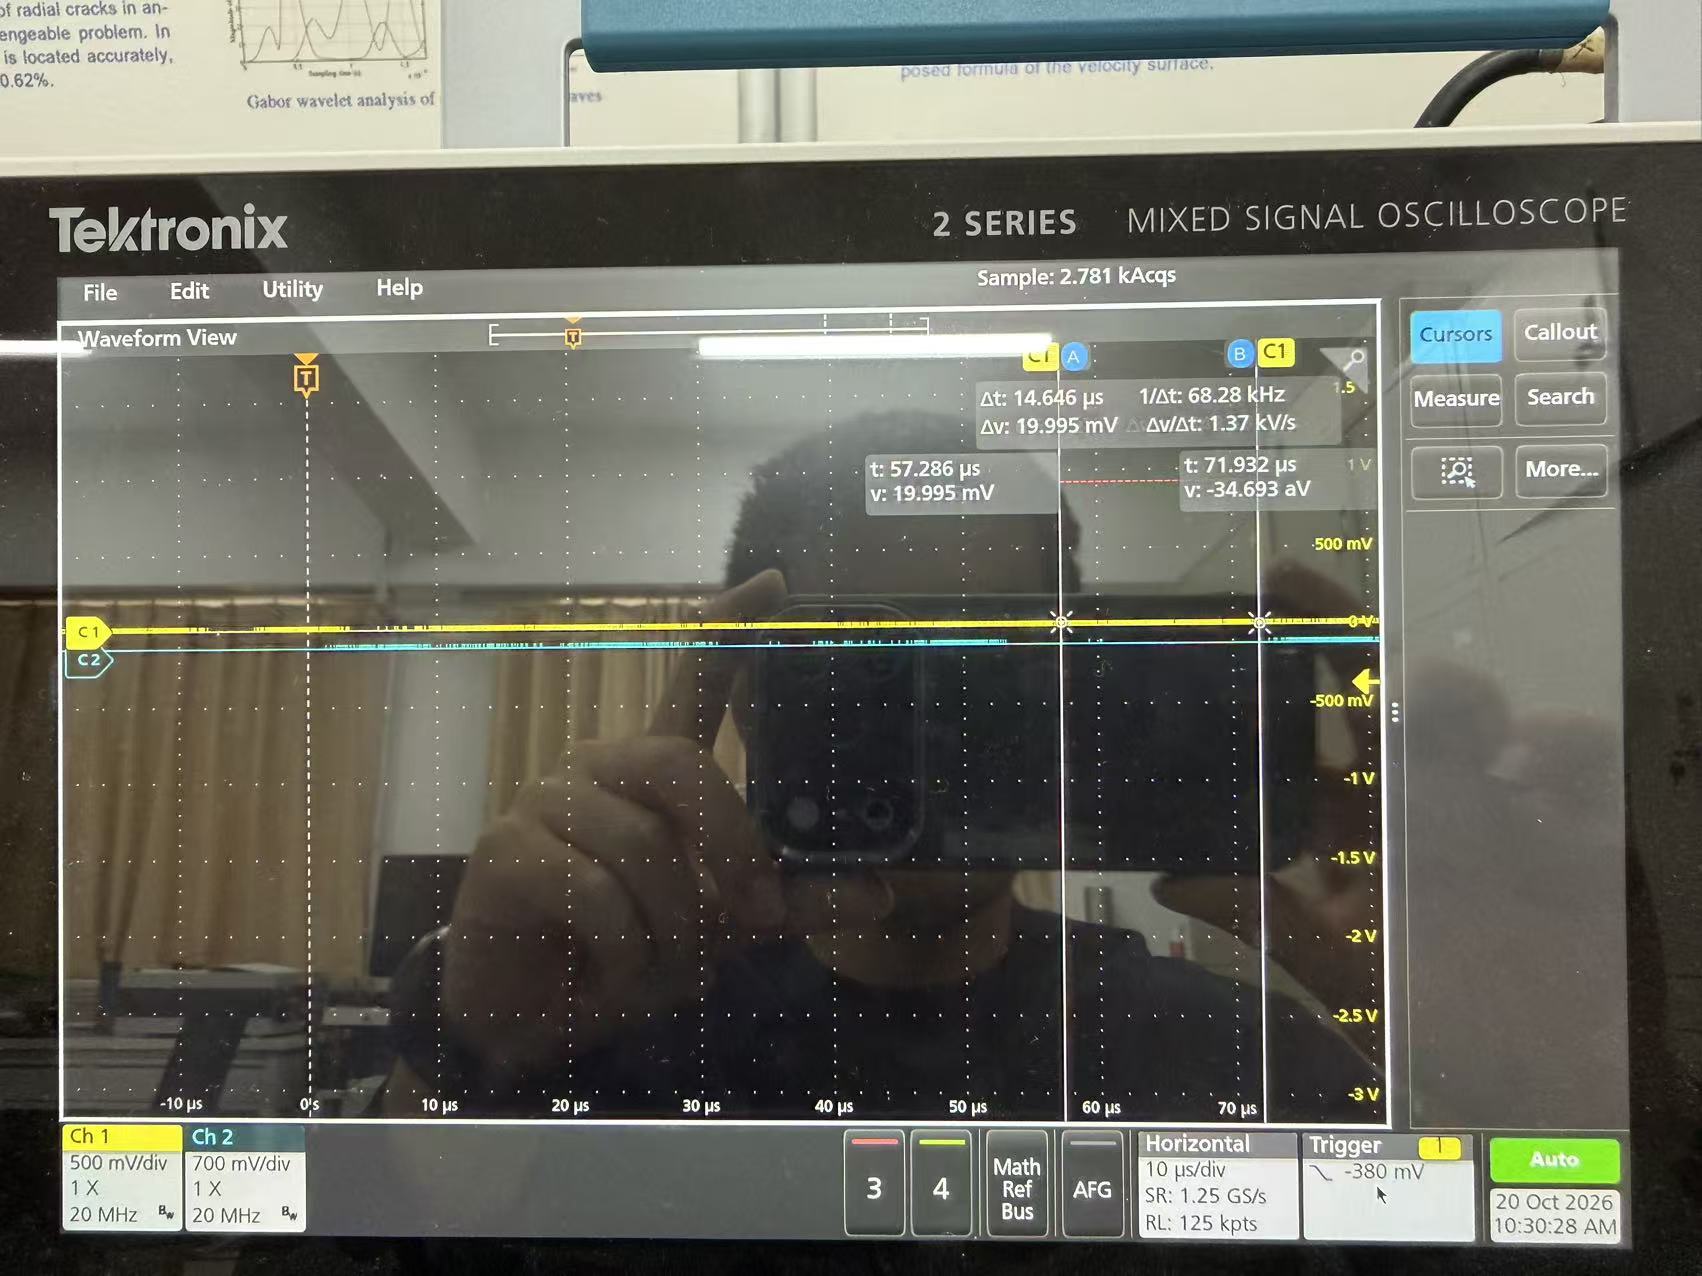 of radial cracks in an-
engeable problem. In
is located accurately,
0.62%.
Gabor wavelet analysis of
aves
posed formula of the velocity surface.
Tektronix
2 SERIES MIXED SIGNAL OSCILLOSCOPE
File Edit Utility Help
Sample: 2.781 kAcqs
Waveform View
T
T
C1 A
B C1
1.5
Δt: 14.646 µs 1/Δt: 68.28 kHz
Δv: 19.995 mV Δv/Δt: 1.37 kV/s
t: 57.286 µs
v: 19.995 mV
t: 71.932 µs
v: -34.693 aV
1 V
500 mV
0 V
-500 mV
-1 V
-1.5 V
-2 V
-2.5 V
-3 V
C1
C2
-10 µs 0 s 10 µs 20 µs 30 µs 40 µs 50 µs 60 µs 70 µs
Cursors Callout
Measure Search
More...
Ch 1
500 mV/div
1 X
20 MHz Bw
Ch 2
700 mV/div
1 X
20 MHz Bw
3
4
Math
Ref
Bus
AFG
Horizontal
10 µs/div
SR: 1.25 GS/s
RL: 125 kpts
Trigger 1
-380 mV
Auto
20 Oct 2026
10:30:28 AM